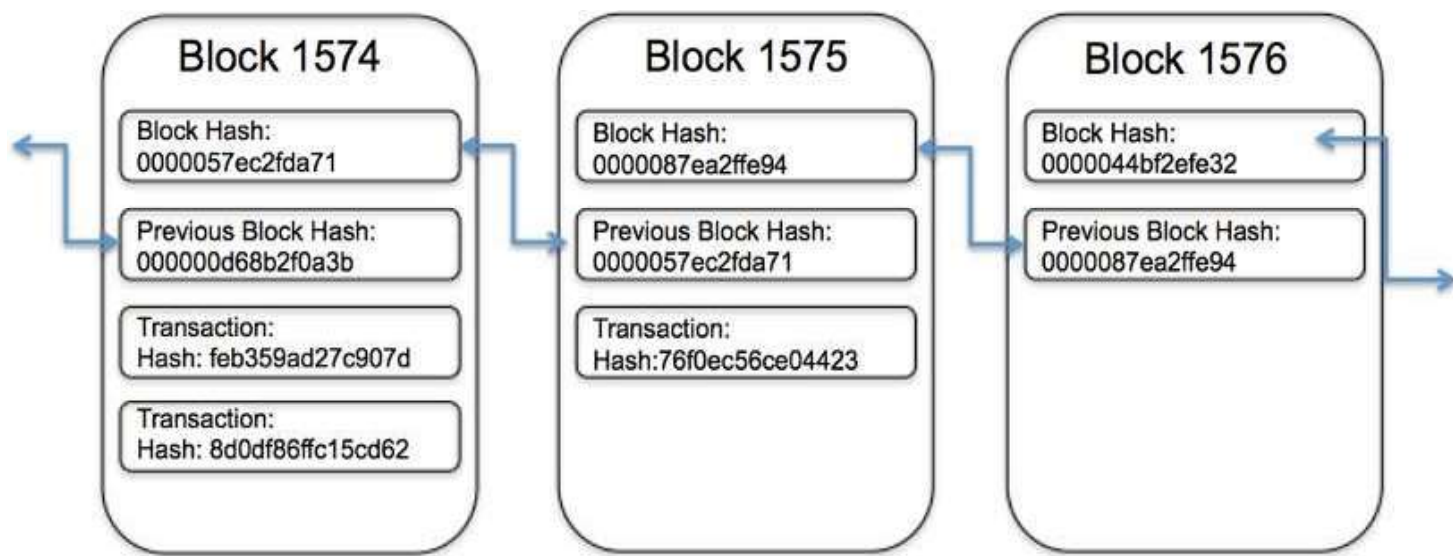 Block 1574
Block Hash:
0000057ec2fda71
Previous Block Hash:
000000d68b2f0a3b
Transaction:
Hash: feb359ad27c907d
Transaction:
Hash: 8d0df86ffc15cd62
Block 1575
Block Hash:
0000087ea2ffe94
Previous Block Hash:
0000057ec2fda71
Transaction:
Hash:76f0ec56ce04423
Block 1576
Block Hash:
0000044bf2efe32
Previous Block Hash:
0000087ea2ffe94